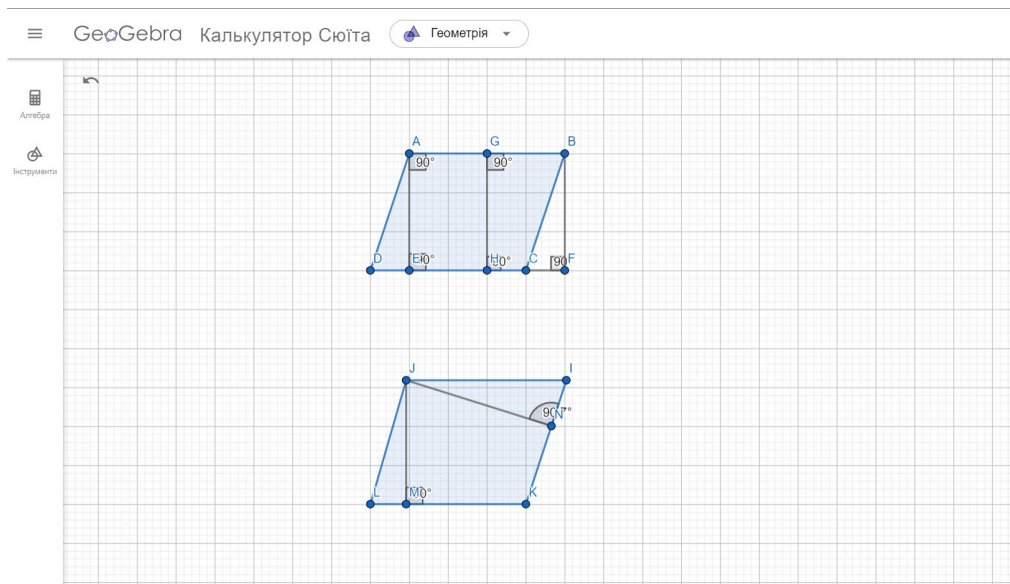 GeoGebra Калькулятор Сюїта Геометрія
Алгебра
Інструменти
A G B
90° 90°
D E H C F
90
J I
N
L M K